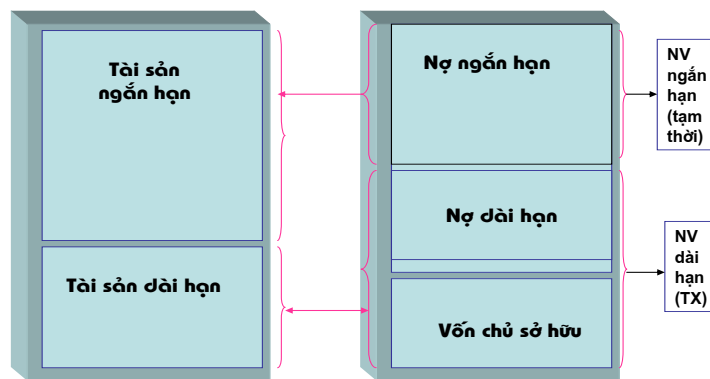 Tài sản
ngắn hạn
Tài sản dài hạn
Nợ ngắn hạn
Nợ dài hạn
Vốn chủ sở hữu
NV
ngắn
hạn
(tạm
thời)
NV
dài
hạn
(TX)